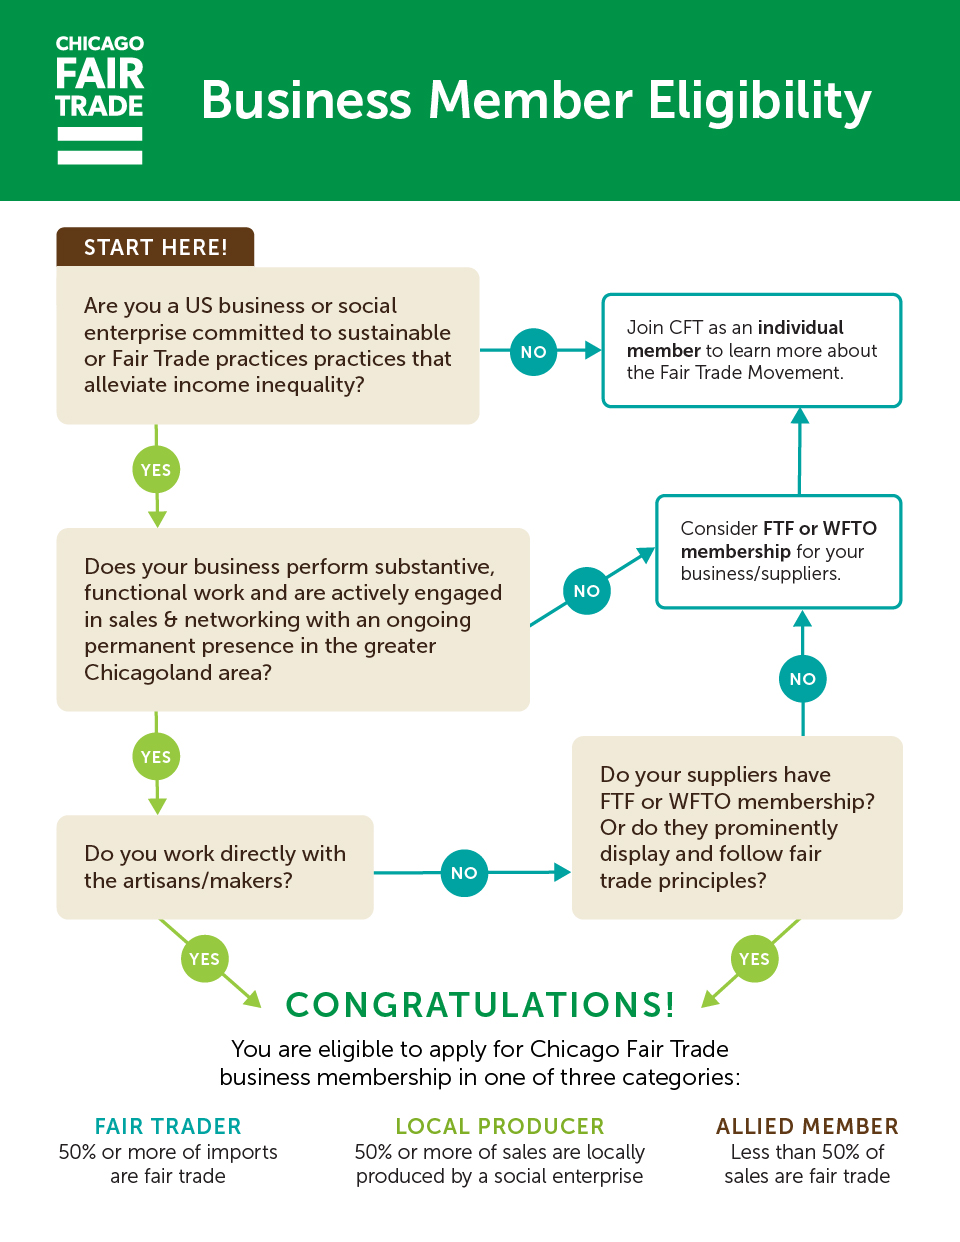 CHICAGO
FAIR
TRADE
Business Member Eligibility
START HERE!
Are you a US business or social
enterprise committed to sustainable
or Fair Trade practices practices that
alleviate income inequality?
NO
Join CFT as an individual
member to learn more about
the Fair Trade Movement.
YES
Does your business perform substantive,
functional work and are actively engaged
in sales & networking with an ongoing
permanent presence in the greater
Chicagoland area?
NO
Consider FTF or WFTO
membership for your
business/suppliers.
YES
NO
Do you work directly with
the artisans/makers?
NO
Do your suppliers have
FTF or WFTO membership?
Or do they prominently
display and follow fair
trade principles?
YES
YES
CONGRATULATIONS!
You are eligible to apply for Chicago Fair Trade
business membership in one of three categories:
FAIR TRADER
50% or more of imports
are fair trade
LOCAL PRODUCER
50% or more of sales are locally
produced by a social enterprise
ALLIED MEMBER
Less than 50% of
sales are fair trade